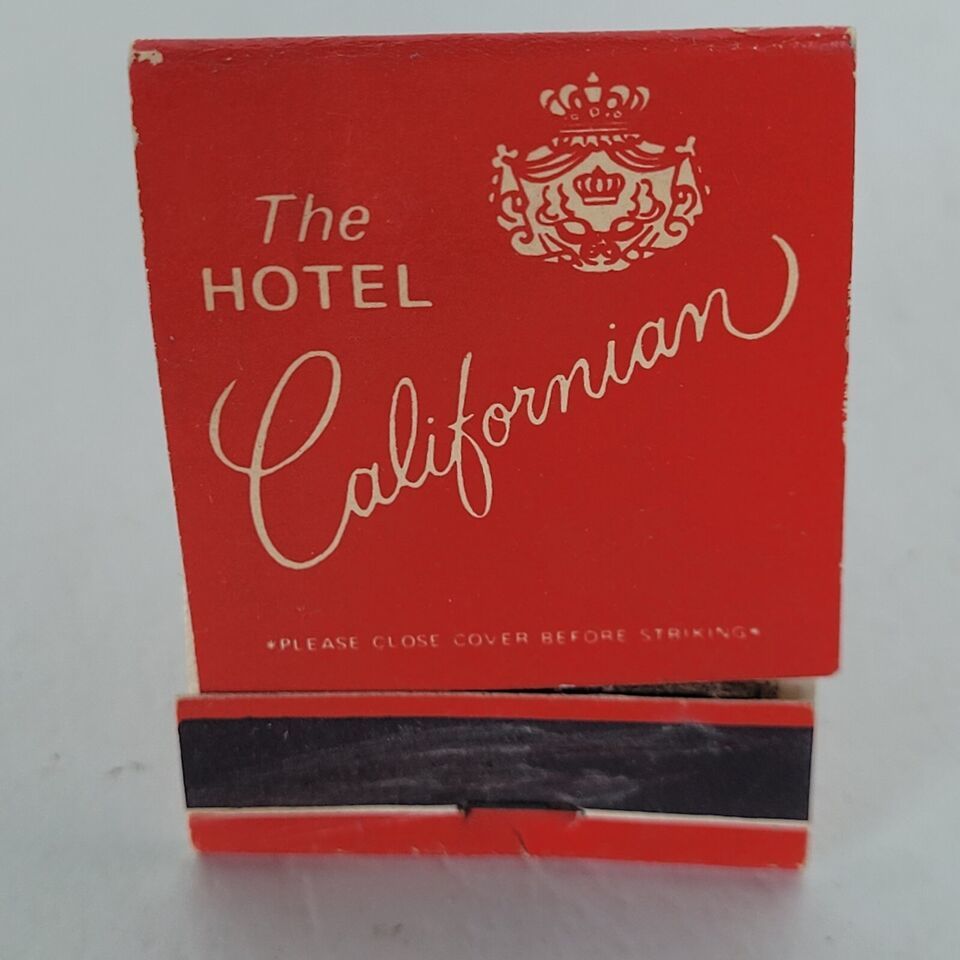 The
HOTEL
Californian
*PLEASE CLOSE COVER BEFORE STRIKING*